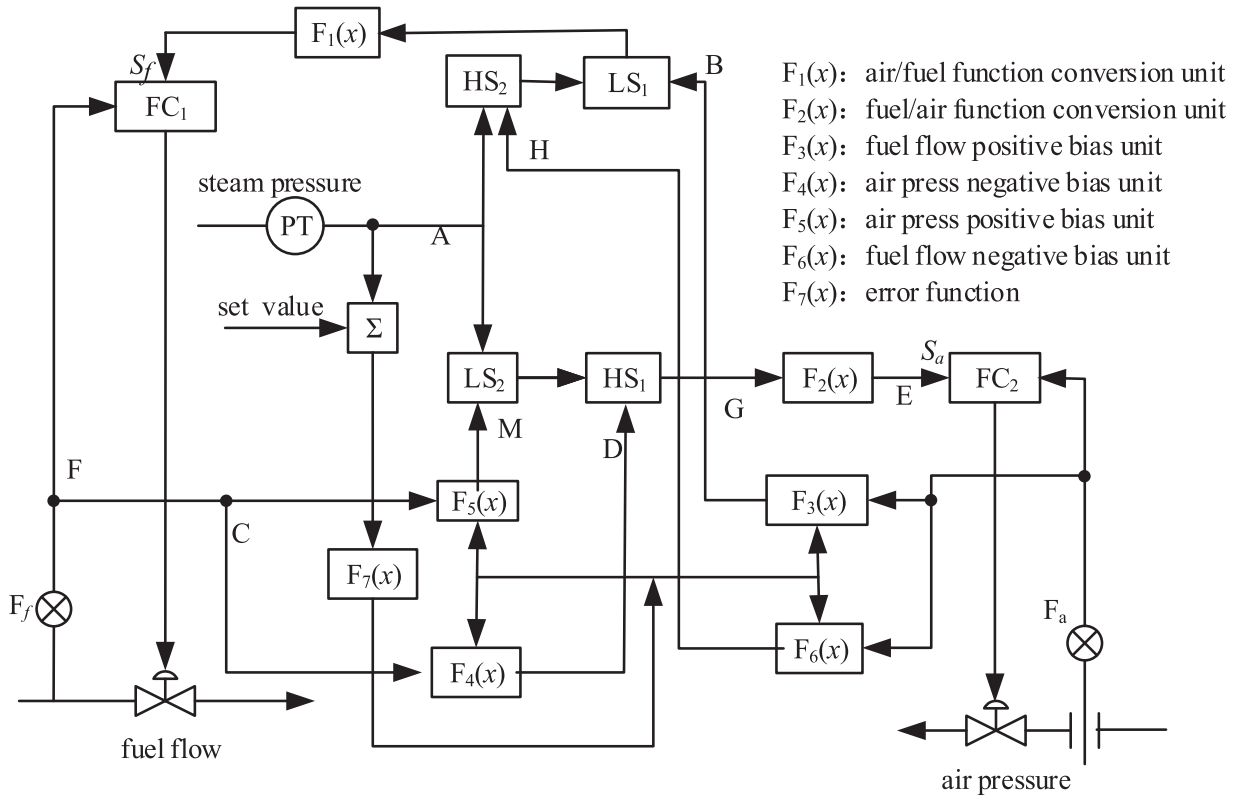 F₁(x)
S_f
FC₁
HS₂
LS₁
B
F₁(x)： air/fuel function conversion unit
F₂(x)： fuel/air function conversion unit
F₃(x)： fuel flow positive bias unit
F₄(x)： air press negative bias unit
F₅(x)： air press positive bias unit
F₆(x)： fuel flow negative bias unit
F₇(x)： error function
H
steam pressure
PT
A
set value
Σ
LS₂
HS₁
F₂(x)
Sₐ
FC₂
G
E
M
D
F
C
F₅(x)
F₃(x)
F₇(x)
F_f
Fₐ
F₄(x)
F₆(x)
fuel flow
air pressure